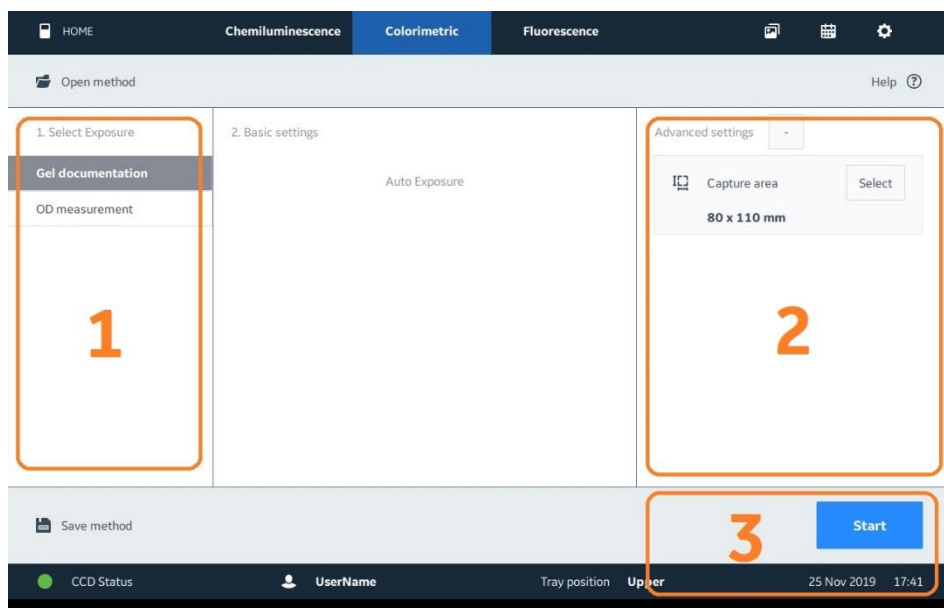 HOME Chemiluminescence Colorimetric Fluorescence
Open method Help ?
1. Select Exposure 2. Basic settings Advanced settings -
Gel documentation Auto Exposure Capture area Select
OD measurement 80 x 110 mm
1 2
Save method 3 Start
CCD Status UserName Tray position Upper 25 Nov 2019 17:41